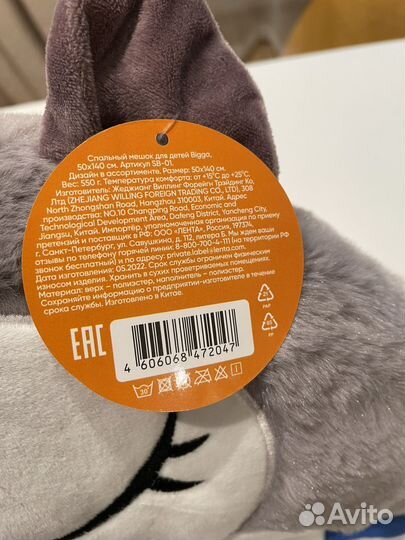 Спальный мешок для детей Bigga,
50х140 см. Артикул SB-01.
Дизайн в ассортименте. Размер: 50х140 см.
Вес: 550 г. Температура комфорта: от +15°С до +25°С.
Изготовитель: Жеджианг Виллинг Форейгн Трэйдинг Ко,
Лтд (ZHEJIANG WILLING FOREIGN TRADING CO., LTD), 308
North Zhongshan Road, Hangzhou 310003, Китай. Адрес
производства: NO.10 Changping Road, Economic and
Technological Development Area, Dafeng District, Yancheng City,
Jiangsu, Китай. Импортёр, уполномоченная организация по приему
претензий и поставщик в РФ: ООО «ЛЕНТА», Россия, 197374,
г. Санкт-Петербург, ул. Савушкина, д. 112, литера Б. Мы ждем ваши
отзывы по телефону горячей линии: 8-800-700-4-111 (на территории РФ
звонок бесплатный) и по адресу: private.label@lenta.com.
Дата изготовления: 05.2022. Срок службы ограничен физическим
износом изделия. Хранить в сухих проветриваемых помещениях.
Материал: верх – полиэстер, наполнитель – полиэстер.
Сохраняйте информацию о предприятии-изготовителе в течение
срока службы. Изготовлено в Китае.
EAC
4 606068 472047
30
PAP
PP
Avito